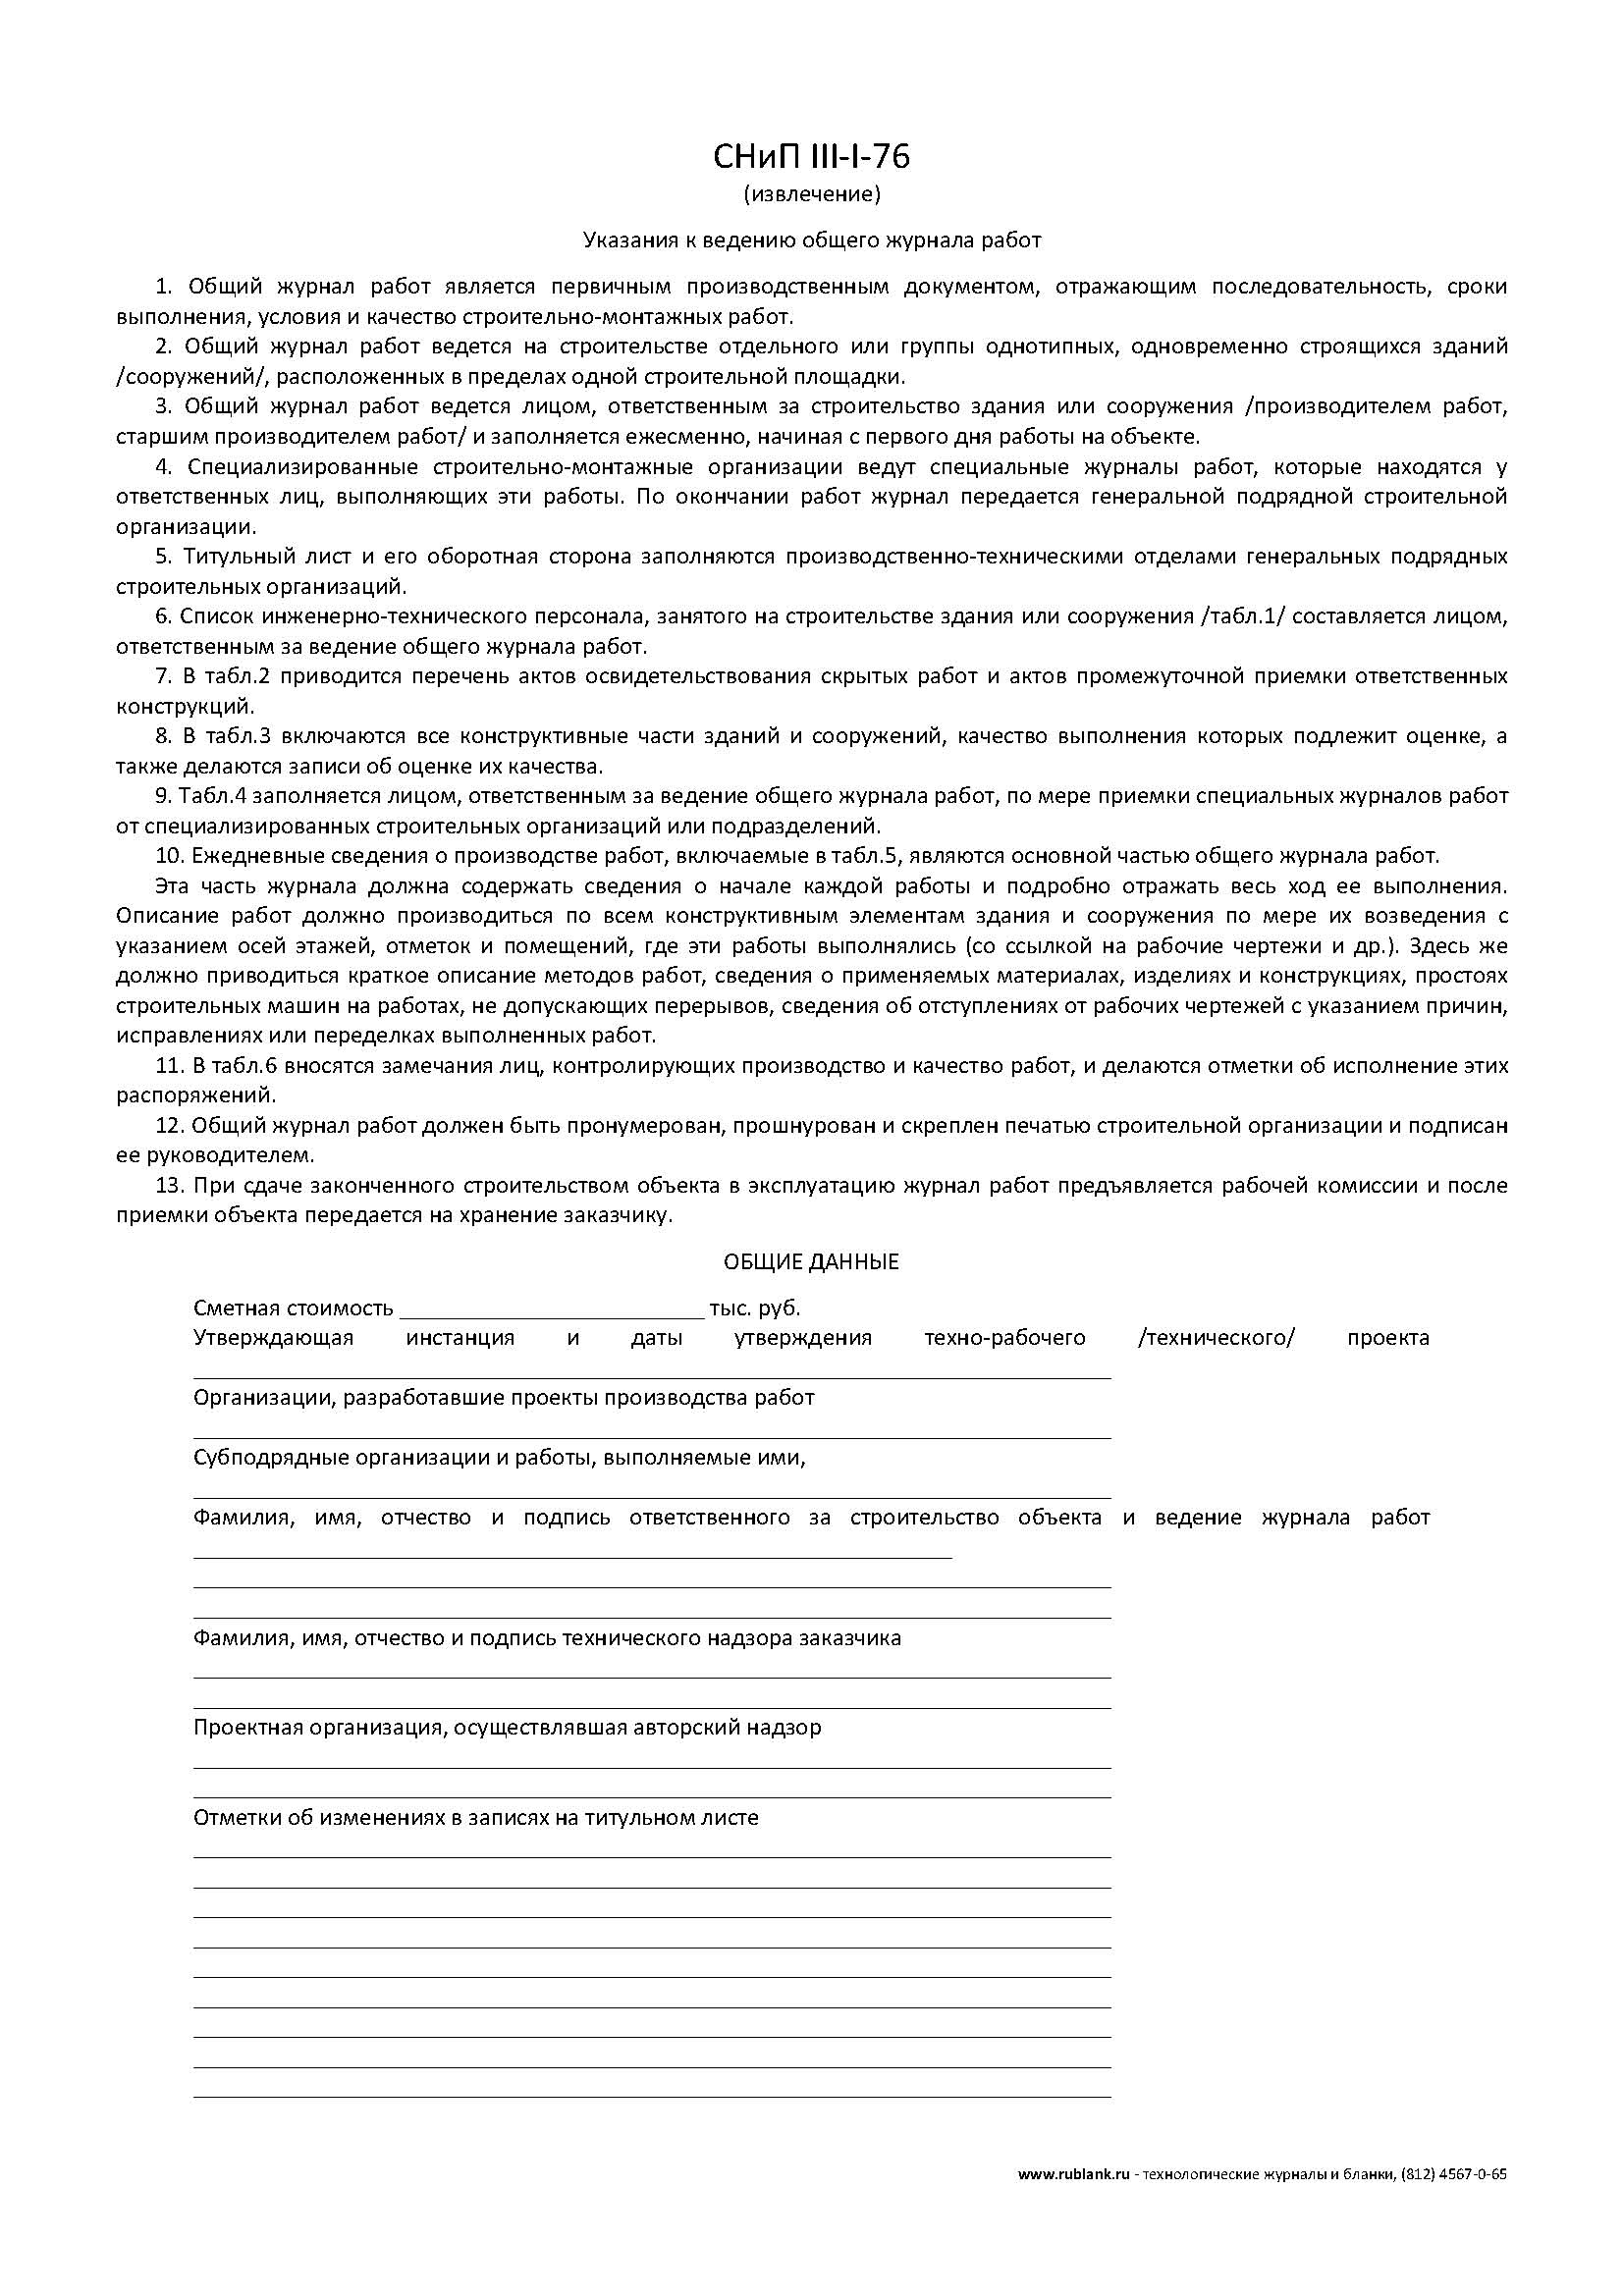 СНиП III-I-76
(извлечение)
Указания к ведению общего журнала работ
1. Общий журнал работ является первичным производственным документом, отражающим последовательность, сроки
выполнения, условия и качество строительно-монтажных работ.
2. Общий журнал работ ведется на строительстве отдельного или группы однотипных, одновременно строящихся зданий
/сооружений/, расположенных в пределах одной строительной площадки.
3. Общий журнал работ ведется лицом, ответственным за строительство здания или сооружения /производителем работ,
старшим производителем работ/ и заполняется ежесменно, начиная с первого дня работы на объекте.
4. Специализированные строительно-монтажные организации ведут специальные журналы работ, которые находятся у
ответственных лиц, выполняющих эти работы. По окончании работ журнал передается генеральной подрядной строительной
организации.
5. Титульный лист и его оборотная сторона заполняются производственно-техническими отделами генеральных подрядных
строительных организаций.
6. Список инженерно-технического персонала, занятого на строительстве здания или сооружения /табл.1/ составляется лицом,
ответственным за ведение общего журнала работ.
7. В табл.2 приводится перечень актов освидетельствования скрытых работ и актов промежуточной приемки ответственных
конструкций.
8. В табл.3 включаются все конструктивные части зданий и сооружений, качество выполнения которых подлежит оценке, а
также делаются записи об оценке их качества.
9. Табл.4 заполняется лицом, ответственным за ведение общего журнала работ, по мере приемки специальных журналов работ
от специализированных строительных организаций или подразделений.
10. Ежедневные сведения о производстве работ, включаемые в табл.5, являются основной частью общего журнала работ.
Эта часть журнала должна содержать сведения о начале каждой работы и подробно отражать весь ход ее выполнения.
Описание работ должно производиться по всем конструктивным элементам здания и сооружения по мере их возведения с
указанием осей этажей, отметок и помещений, где эти работы выполнялись (со ссылкой на рабочие чертежи и др.). Здесь же
должно приводиться краткое описание методов работ, сведения о применяемых материалах, изделиях и конструкциях, простоях
строительных машин на работах, не допускающих перерывов, сведения об отступлениях от рабочих чертежей с указанием причин,
исправлениях или переделках выполненных работ.
11. В табл.6 вносятся замечания лиц, контролирующих производство и качество работ, и делаются отметки об исполнение этих
распоряжений.
12. Общий журнал работ должен быть пронумерован, прошнурован и скреплен печатью строительной организации и подписан
ее руководителем.
13. При сдаче законченного строительством объекта в эксплуатацию журнал работ предъявляется рабочей комиссии и после
приемки объекта передается на хранение заказчику.
ОБЩИЕ ДАННЫЕ
Сметная стоимость __________________________ тыс. руб.
Утверждающая инстанция и даты утверждения техно-рабочего /технического/ проекта
Организации, разработавшие проекты производства работ
Субподрядные организации и работы, выполняемые ими,
Фамилия, имя, отчество и подпись ответственного за строительство объекта и ведение журнала работ
Фамилия, имя, отчество и подпись технического надзора заказчика
Проектная организация, осуществлявшая авторский надзор
Отметки об изменениях в записях на титульном листе
www.rublank.ru - технологические журналы и бланки, (812) 4567-0-65